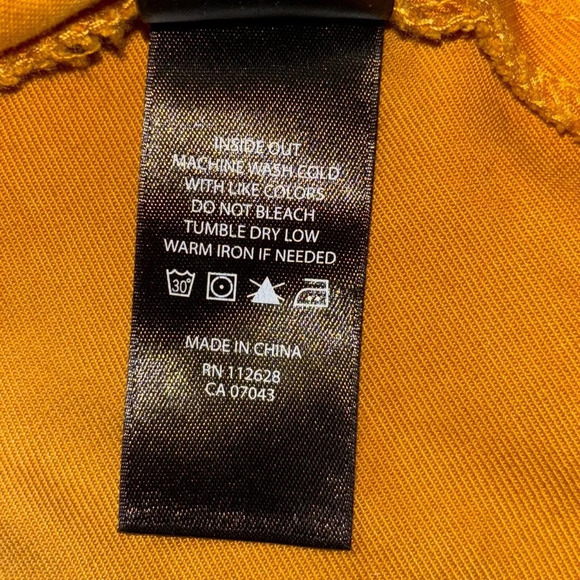 INSIDE OUT
MACHINE WASH COLD
WITH LIKE COLORS
DO NOT BLEACH
TUMBLE DRY LOW
WARM IRON IF NEEDED
30°
MADE IN CHINA
RN 112628
CA 07043